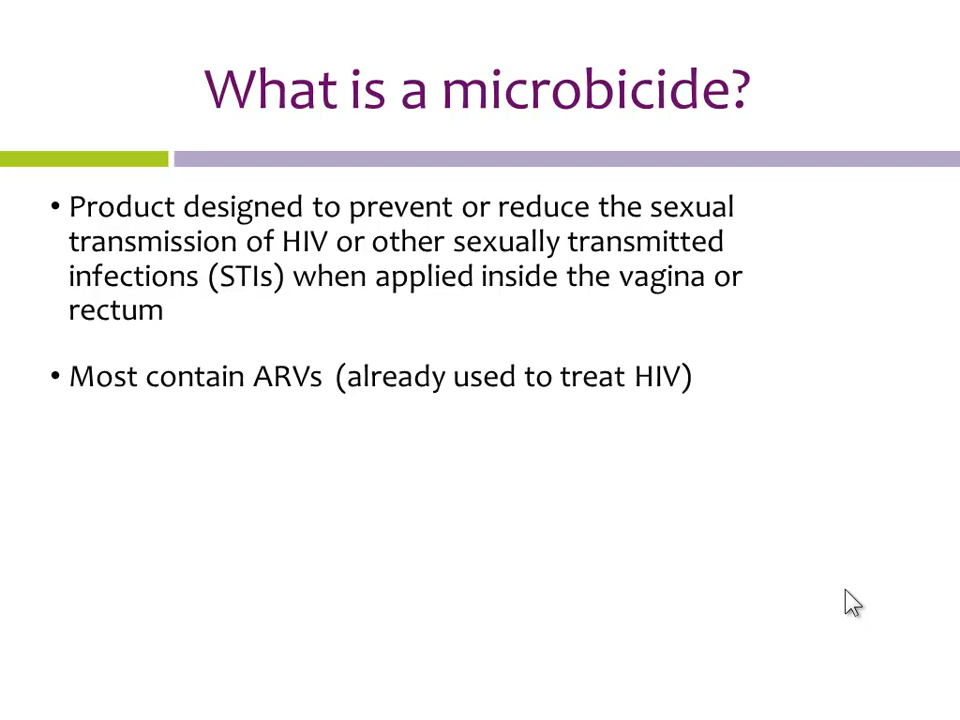 What is a microbicide?
• Product designed to prevent or reduce the sexual
transmission of HIV or other sexually transmitted
infections (STIs) when applied inside the vagina or
rectum
• Most contain ARVs (already used to treat HIV)